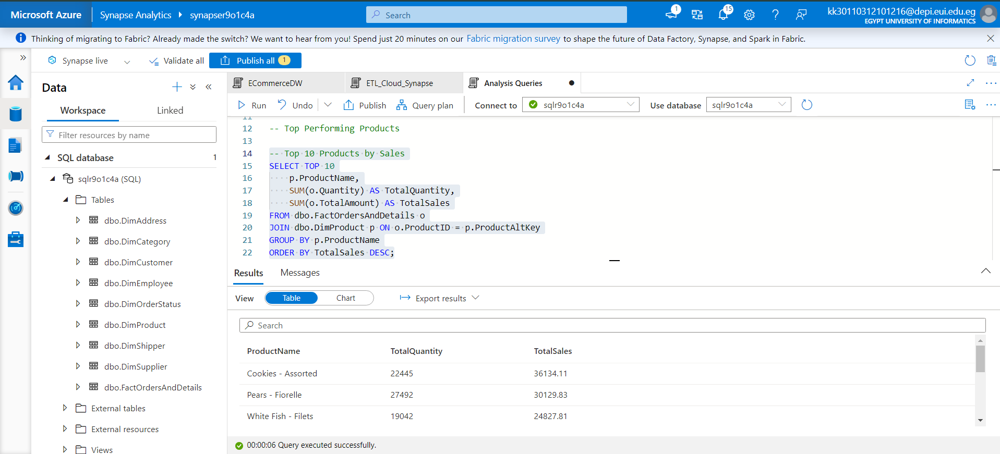 Microsoft Azure
Synapse Analytics
synapser9o1c4a
Search
1
15
kk30110312101216@depi.eui.edu.eg
EGYPT UNIVERSITY OF INFORMATICS
Thinking of migrating to Fabric? Already made the switch? We want to hear from you! Spend just 20 minutes on our Fabric migration survey to shape the future of Data Factory, Synapse, and Spark in Fabric.
Synapse live
Validate all
Publish all 1
Data
Workspace
Linked
Filter resources by name
SQL database 1
sqlr9o1c4a (SQL)
Tables
dbo.DimAddress
dbo.DimCategory
dbo.DimCustomer
dbo.DimEmployee
dbo.DimOrderStatus
dbo.DimProduct
dbo.DimShipper
dbo.DimSupplier
dbo.FactOrdersAndDetails
External tables
External resources
Views
ECommerceDW
ETL_Cloud_Synapse
Analysis Queries
Run
Undo
Publish
Query plan
Connect to
sqlr9o1c4a
Use database
sqlr9o1c4a
11
12 -- Top Performing Products
13
14 -- Top 10 Products by Sales
15 SELECT TOP 10
16 p.ProductName,
17 SUM(o.Quantity) AS TotalQuantity,
18 SUM(o.TotalAmount) AS TotalSales
19 FROM dbo.FactOrdersAndDetails o
20 JOIN dbo.DimProduct p ON o.ProductID = p.ProductAltKey
21 GROUP BY p.ProductName
22 ORDER BY TotalSales DESC;
Results
Messages
View
Table
Chart
Export results
Search
ProductName TotalQuantity TotalSales
Cookies - Assorted 22445 36134.11
Pears - Fiorelle 27492 30129.83
White Fish - Filets 19042 24827.81
00:00:06 Query executed successfully.